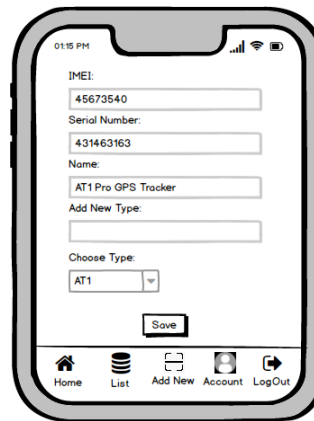 01:15 PM
IMEI:
45673540
Serial Number:
431463163
Name:
AT1 Pro GPS Tracker
Add New Type:
Choose Type:
AT1
Save
Home List Add New Account LogOut